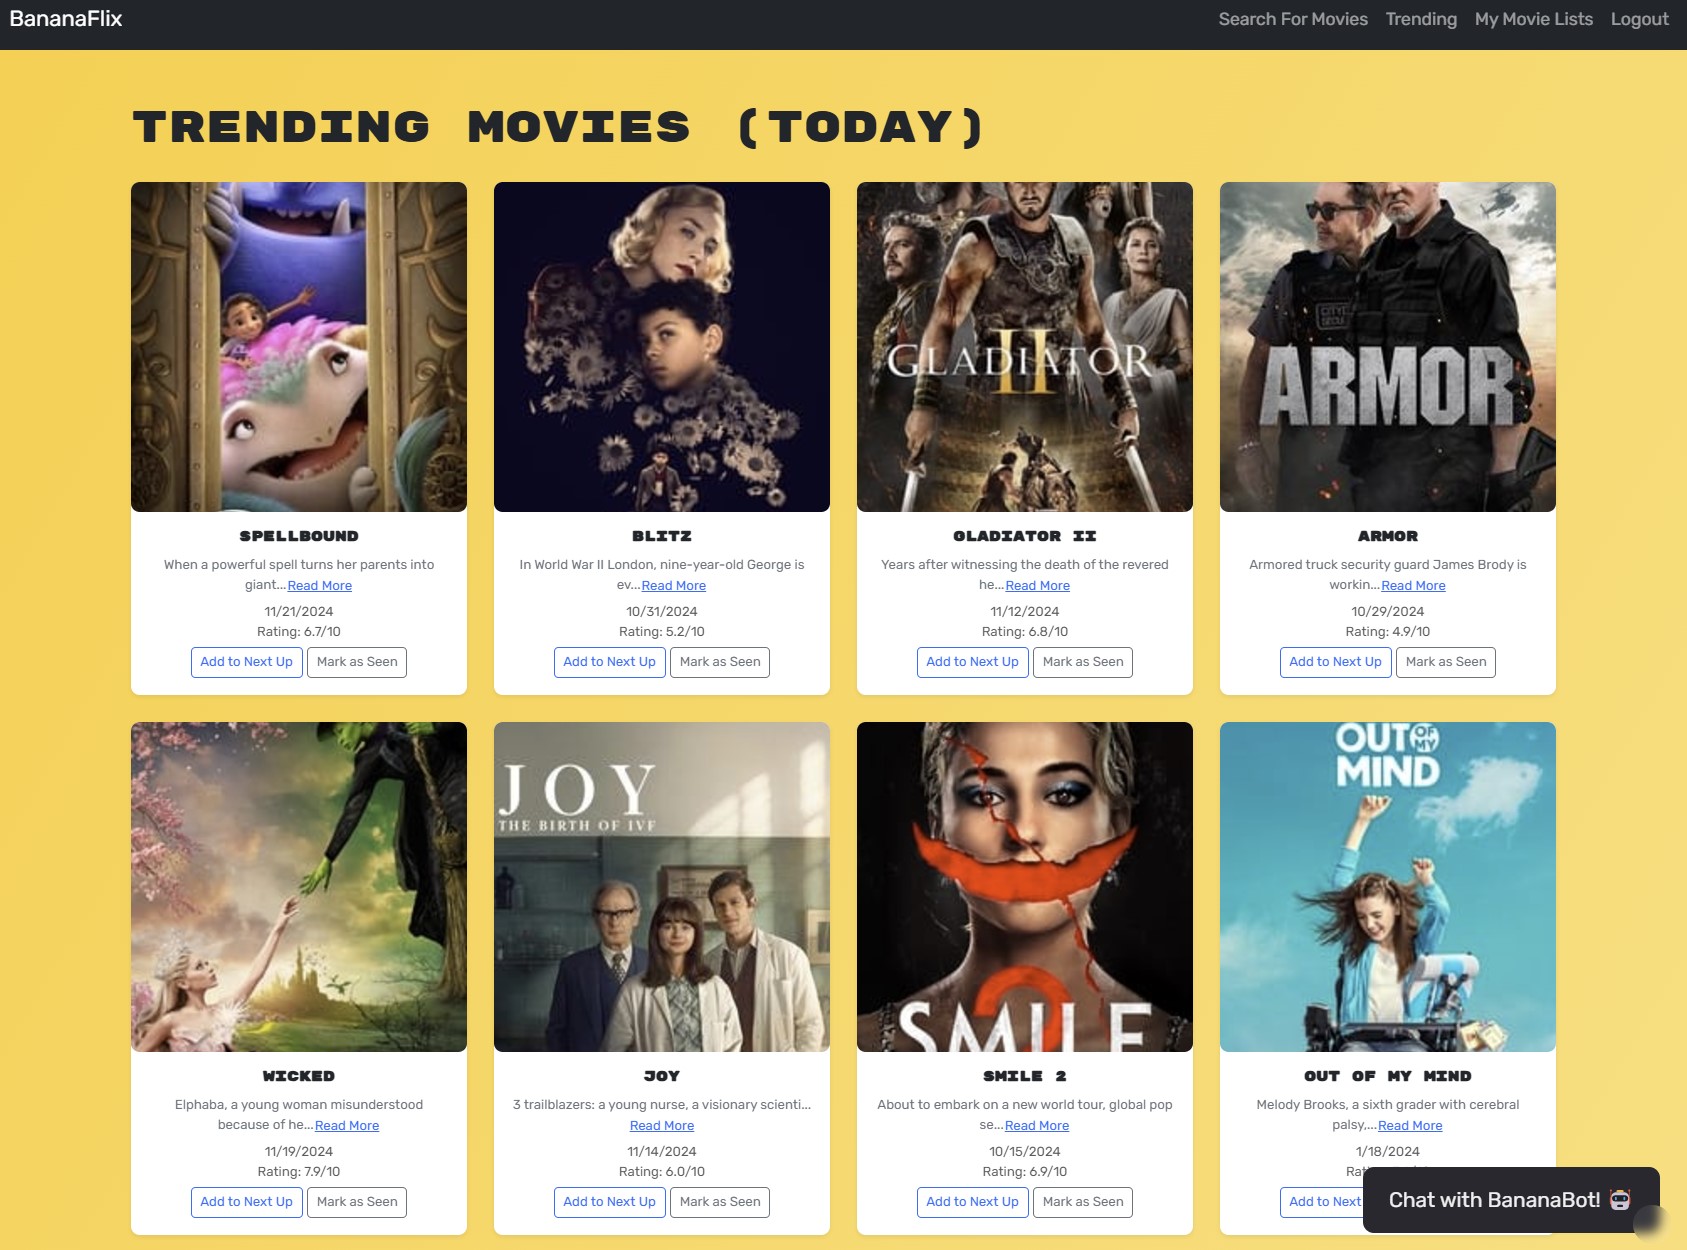 BananaFlix
Search For Movies Trending My Movie Lists Logout
TRENDING MOVIES (TODAY)
GLADIATOR
II
ARMOR
SPELLBOUND
When a powerful spell turns her parents into
giant...Read More
11/21/2024
Rating: 6.7/10
Add to Next Up Mark as Seen
BLITZ
In World War II London, nine-year-old George is
ev...Read More
10/31/2024
Rating: 5.2/10
Add to Next Up Mark as Seen
GLADIATOR II
Years after witnessing the death of the revered
he...Read More
11/12/2024
Rating: 6.8/10
Add to Next Up Mark as Seen
ARMOR
Armored truck security guard James Brody is
workin...Read More
10/29/2024
Rating: 4.9/10
Add to Next Up Mark as Seen
JOY
THE BIRTH OF IVF
SMILE
2
OUT OF MY
MIND
WICKED
Elphaba, a young woman misunderstood
because of he...Read More
11/19/2024
Rating: 7.9/10
Add to Next Up Mark as Seen
JOY
3 trailblazers: a young nurse, a visionary scienti...
Read More
11/14/2024
Rating: 6.0/10
Add to Next Up Mark as Seen
SMILE 2
About to embark on a new world tour, global pop
se...Read More
10/15/2024
Rating: 6.9/10
Add to Next Up Mark as Seen
OUT OF MY MIND
Melody Brooks, a sixth grader with cerebral
palsy,...Read More
1/18/2024
Add to Next
Chat with BananaBot!